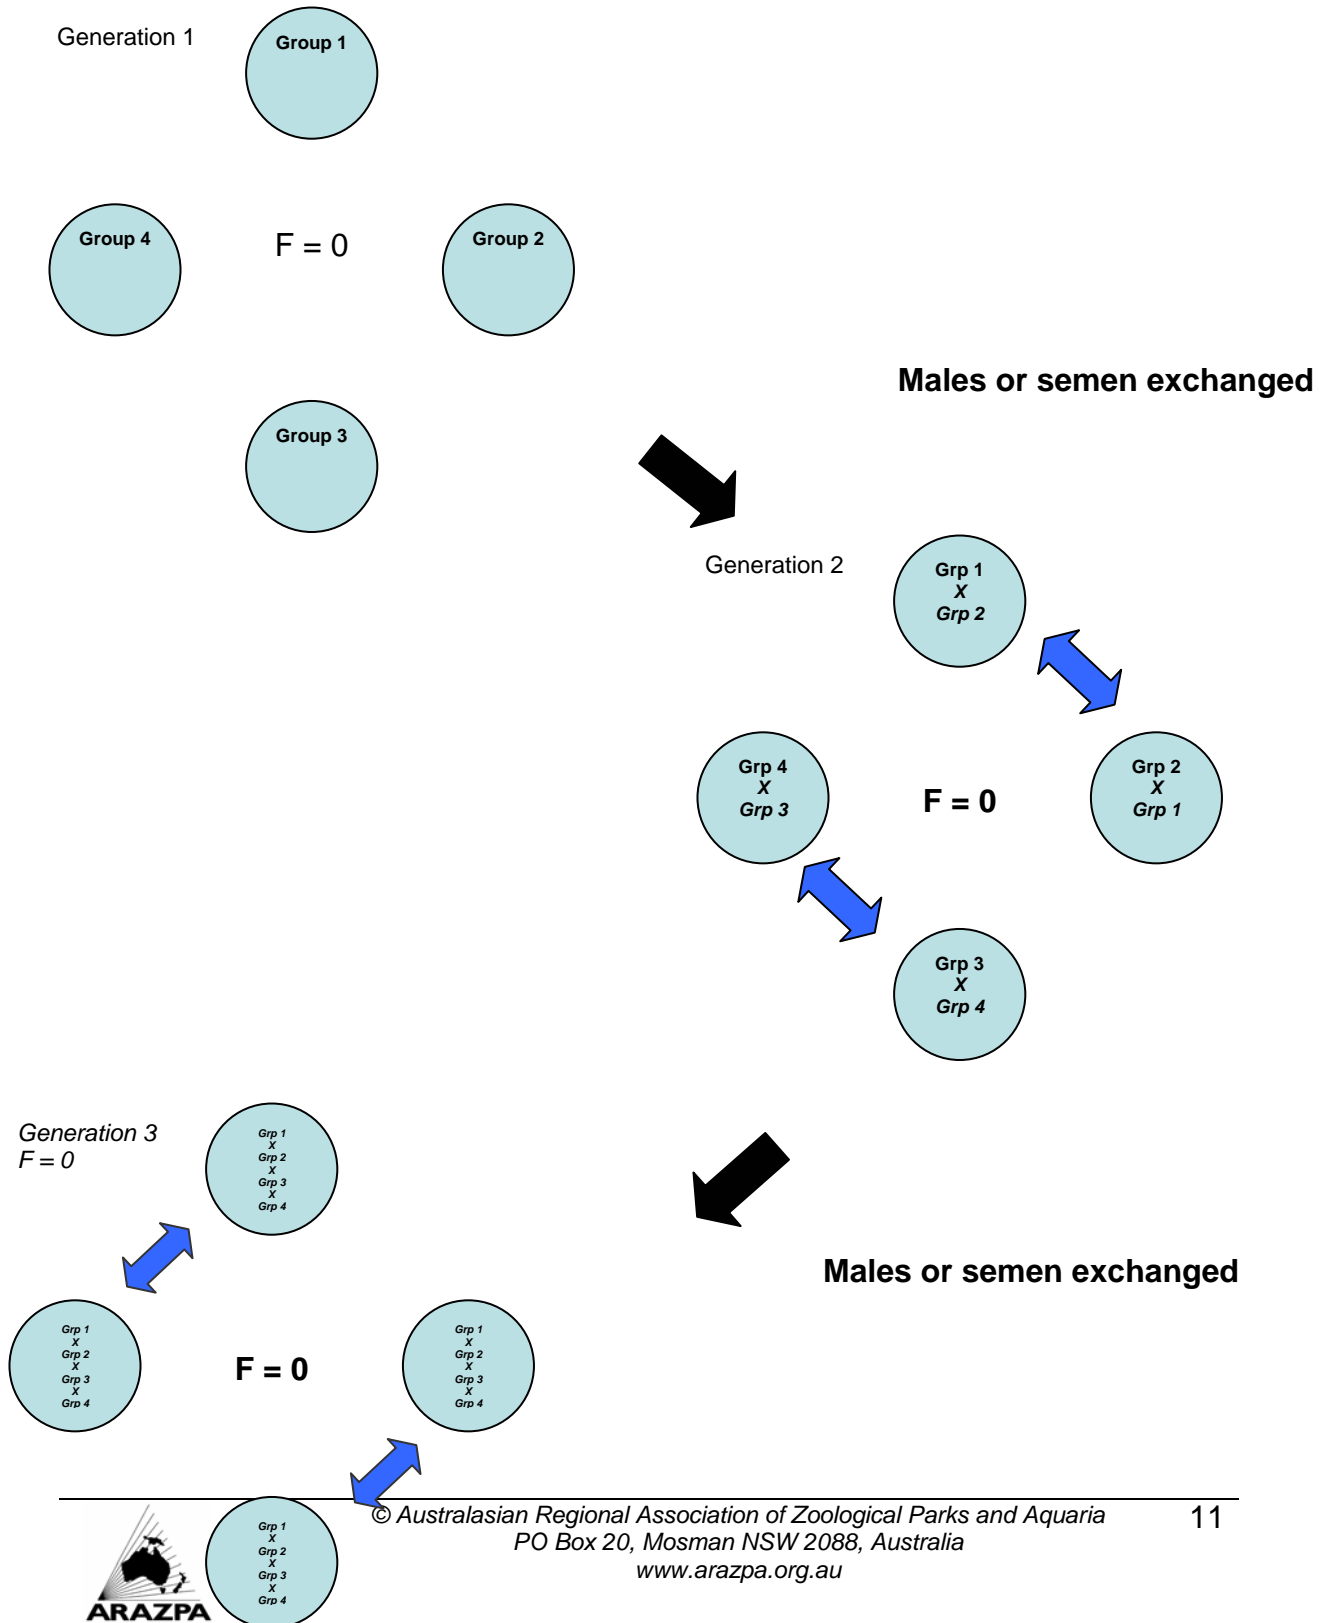 Generation 1
Group 1
Group 4
F = 0
Group 2
Group 3
Males or semen exchanged
Generation 2
Grp 1
X
Grp 2
Grp 4
X
Grp 3
F = 0
Grp 2
X
Grp 1
Grp 3
X
Grp 4
Generation 3
F = 0
Grp 1
X
Grp 2
X
Grp 3
X
Grp 4
Males or semen exchanged
Grp 1
X
Grp 2
X
Grp 3
X
Grp 4
F = 0
Grp 1
X
Grp 2
X
Grp 3
X
Grp 4
Grp 1
X
Grp 2
X
Grp 3
X
Grp 4
© Australasian Regional Association of Zoological Parks and Aquaria
PO Box 20, Mosman NSW 2088, Australia
www.arazpa.org.au
11
ARAZPA